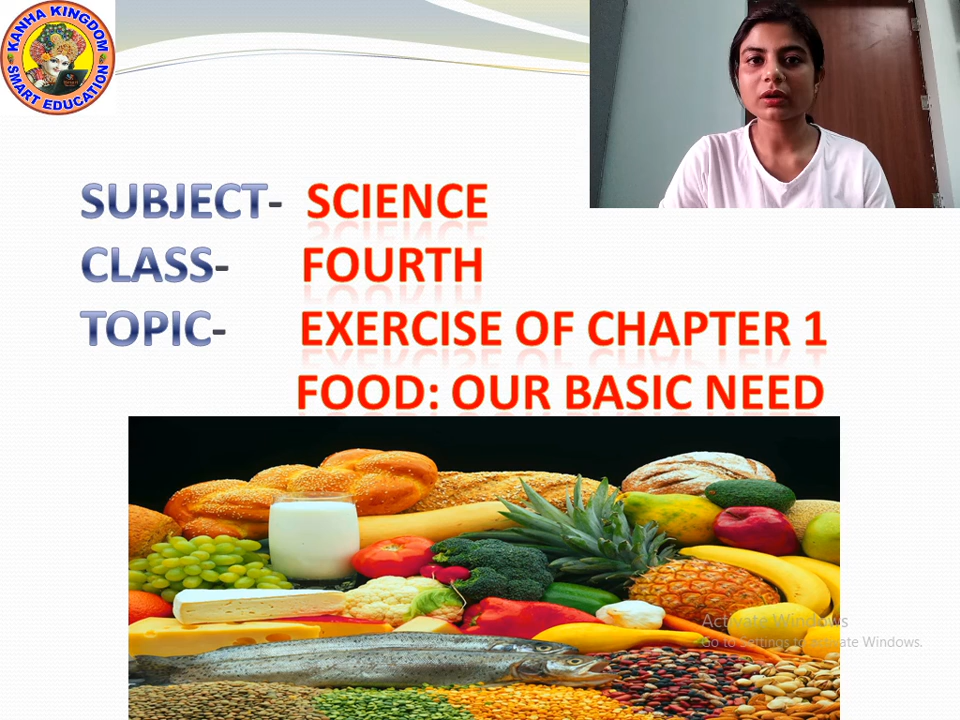 KANHA KINGDOM
SMART EDUCATION
SUBJECT- SCIENCE
CLASS- FOURTH
TOPIC- EXERCISE OF CHAPTER 1
FOOD: OUR BASIC NEED
Activate Windows
Go to Settings to activate Windows.